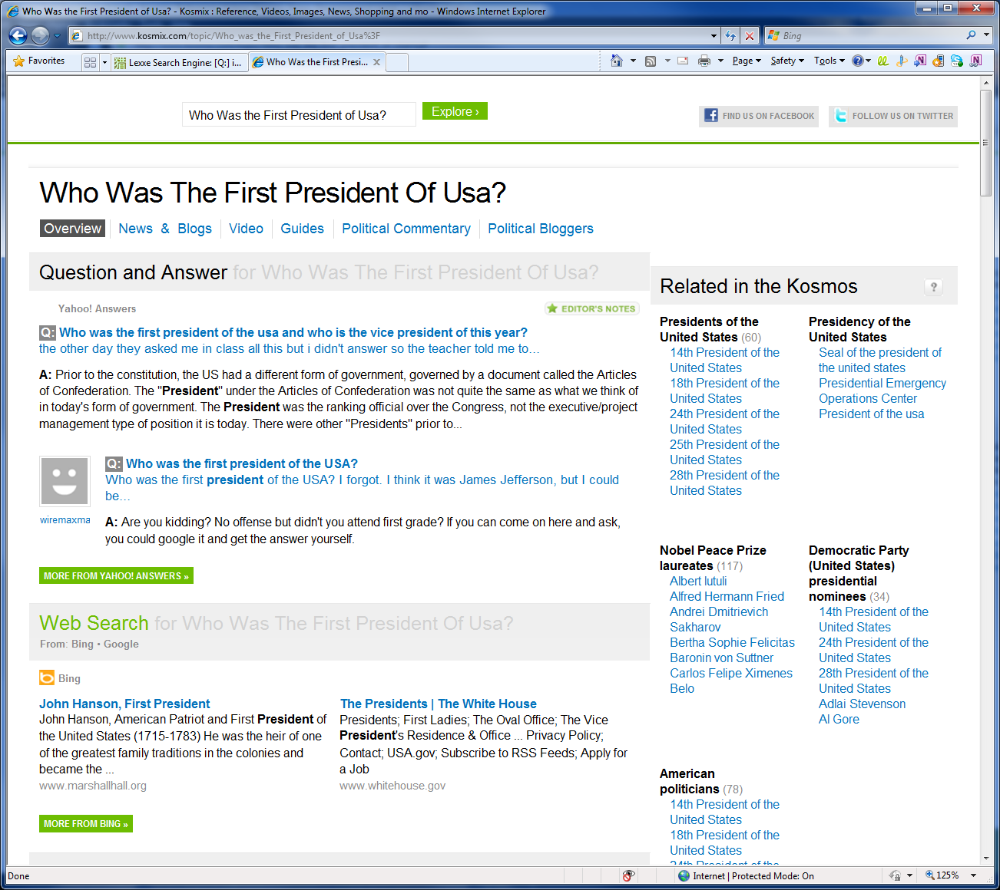 Who Was the First President of Usa? - Kosmix : Reference, Videos, Images, News, Shopping and mo - Windows Internet Explorer
http://www.kosmix.com/topic/Who_was_the_First_President_of_Usa%3F
Bing
Favorites
Lexxe Search Engine: [Q:] i...
Who Was the First Presi...
Page
Safety
Tools
Who Was the First President of Usa?
Explore ›
FIND US ON FACEBOOK
FOLLOW US ON TWITTER
Who Was The First President Of Usa?
Overview
News & Blogs
Video
Guides
Political Commentary
Political Bloggers
Question and Answer for Who Was The First President Of Usa?
Yahoo! Answers
EDITOR'S NOTES
Q: Who was the first president of the usa and who is the vice president of this year?
the other day they asked me in class all this but i didn't answer so the teacher told me to...
A: Prior to the constitution, the US had a different form of government, governed by a document called the Articles
of Confederation. The "President" under the Articles of Confederation was not quite the same as what we think of
in today's form of government. The President was the ranking official over the Congress, not the executive/project
management type of position it is today. There were other "Presidents" prior to...
Q: Who was the first president of the USA?
Who was the first president of the USA? I forgot. I think it was James Jefferson, but I could
be...
wiremaxma
A: Are you kidding? No offense but didn't you attend first grade? If you can come on here and ask,
you could google it and get the answer yourself.
MORE FROM YAHOO! ANSWERS »
Web Search for Who Was The First President Of Usa?
From: Bing • Google
Bing
John Hanson, First President
John Hanson, American Patriot and First President of
the United States (1715-1783) He was the heir of one
of the greatest family traditions in the colonies and
became the ...
www.marshallhall.org
The Presidents | The White House
Presidents; First Ladies; The Oval Office; The Vice
President's Residence & Office ... Privacy Policy;
Contact; USA.gov; Subscribe to RSS Feeds; Apply for
a Job
www.whitehouse.gov
MORE FROM BING »
Related in the Kosmos
?
Presidents of the
United States (60)
14th President of the
United States
18th President of the
United States
24th President of the
United States
25th President of the
United States
28th President of the
United States
Presidency of the
United States
Seal of the president of
the united states
Presidential Emergency
Operations Center
President of the usa
Nobel Peace Prize
laureates (117)
Albert lutuli
Alfred Hermann Fried
Andrei Dmitrievich
Sakharov
Bertha Sophie Felicitas
Baronin von Suttner
Carlos Felipe Ximenes
Belo
Democratic Party
(United States)
presidential
nominees (34)
14th President of the
United States
24th President of the
United States
28th President of the
United States
Adlai Stevenson
Al Gore
American
politicians (78)
14th President of the
United States
18th President of the
United States
24th President of the
Done
Internet | Protected Mode: On
125%